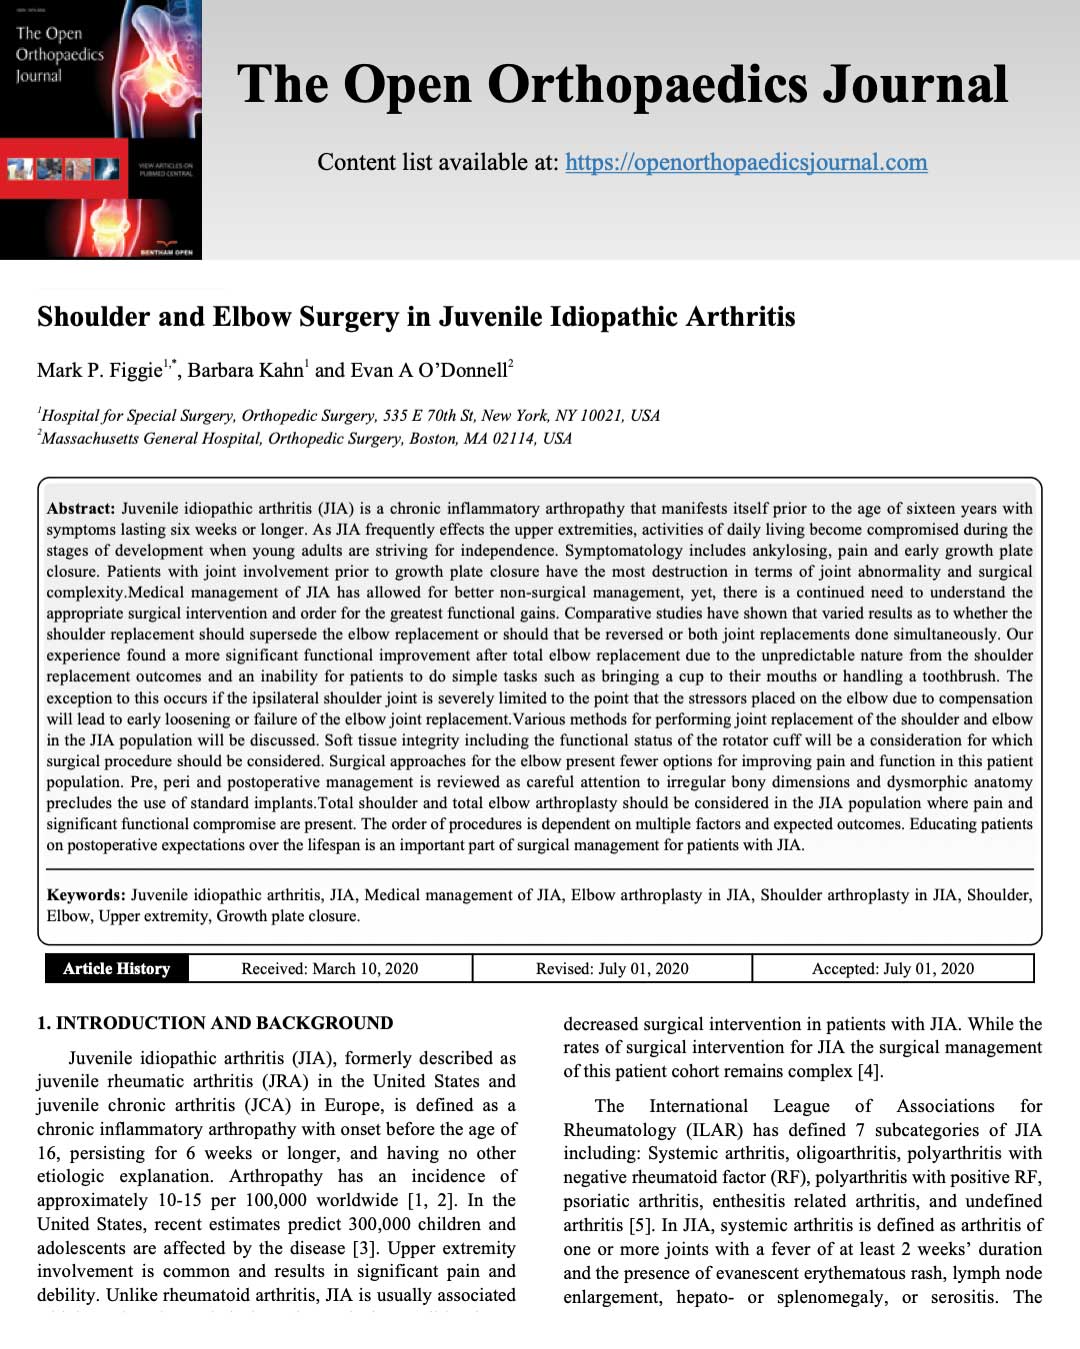 The Open
Orthopaedics
Journal
VIEW ARTICLES ON
PUBMED CENTRAL
BENTHAM OPEN
The Open Orthopaedics Journal
Content list available at: https://openorthopaedicsjournal.com
Shoulder and Elbow Surgery in Juvenile Idiopathic Arthritis
Mark P. Figgie1,*, Barbara Kahn1 and Evan A O’Donnell2
1Hospital for Special Surgery, Orthopedic Surgery, 535 E 70th St, New York, NY 10021, USA
2Massachusetts General Hospital, Orthopedic Surgery, Boston, MA 02114, USA
Abstract: Juvenile idiopathic arthritis (JIA) is a chronic inflammatory arthropathy that manifests itself prior to the age of sixteen years with
symptoms lasting six weeks or longer. As JIA frequently effects the upper extremities, activities of daily living become compromised during the
stages of development when young adults are striving for independence. Symptomatology includes ankylosing, pain and early growth plate
closure. Patients with joint involvement prior to growth plate closure have the most destruction in terms of joint abnormality and surgical
complexity.Medical management of JIA has allowed for better non-surgical management, yet, there is a continued need to understand the
appropriate surgical intervention and order for the greatest functional gains. Comparative studies have shown that varied results as to whether the
shoulder replacement should supersede the elbow replacement or should that be reversed or both joint replacements done simultaneously. Our
experience found a more significant functional improvement after total elbow replacement due to the unpredictable nature from the shoulder
replacement outcomes and an inability for patients to do simple tasks such as bringing a cup to their mouths or handling a toothbrush. The
exception to this occurs if the ipsilateral shoulder joint is severely limited to the point that the stressors placed on the elbow due to compensation
will lead to early loosening or failure of the elbow joint replacement.Various methods for performing joint replacement of the shoulder and elbow
in the JIA population will be discussed. Soft tissue integrity including the functional status of the rotator cuff will be a consideration for which
surgical procedure should be considered. Surgical approaches for the elbow present fewer options for improving pain and function in this patient
population. Pre, peri and postoperative management is reviewed as careful attention to irregular bony dimensions and dysmorphic anatomy
precludes the use of standard implants.Total shoulder and total elbow arthroplasty should be considered in the JIA population where pain and
significant functional compromise are present. The order of procedures is dependent on multiple factors and expected outcomes. Educating patients
on postoperative expectations over the lifespan is an important part of surgical management for patients with JIA.
Keywords: Juvenile idiopathic arthritis, JIA, Medical management of JIA, Elbow arthroplasty in JIA, Shoulder arthroplasty in JIA, Shoulder,
Elbow, Upper extremity, Growth plate closure.
Article History Received: March 10, 2020 Revised: July 01, 2020 Accepted: July 01, 2020
1. INTRODUCTION AND BACKGROUND
Juvenile idiopathic arthritis (JIA), formerly described as
juvenile rheumatic arthritis (JRA) in the United States and
juvenile chronic arthritis (JCA) in Europe, is defined as a
chronic inflammatory arthropathy with onset before the age of
16, persisting for 6 weeks or longer, and having no other
etiologic explanation. Arthropathy has an incidence of
approximately 10-15 per 100,000 worldwide [1, 2]. In the
United States, recent estimates predict 300,000 children and
adolescents are affected by the disease [3]. Upper extremity
involvement is common and results in significant pain and
debility. Unlike rheumatoid arthritis, JIA is usually associated
decreased surgical intervention in patients with JIA. While the
rates of surgical intervention for JIA the surgical management
of this patient cohort remains complex [4].
The International League of Associations for
Rheumatology (ILAR) has defined 7 subcategories of JIA
including: Systemic arthritis, oligoarthritis, polyarthritis with
negative rheumatoid factor (RF), polyarthritis with positive RF,
psoriatic arthritis, enthesitis related arthritis, and undefined
arthritis [5]. In JIA, systemic arthritis is defined as arthritis of
one or more joints with a fever of at least 2 weeks’ duration
and the presence of evanescent erythematous rash, lymph node
enlargement, hepato- or splenomegaly, or serositis. The